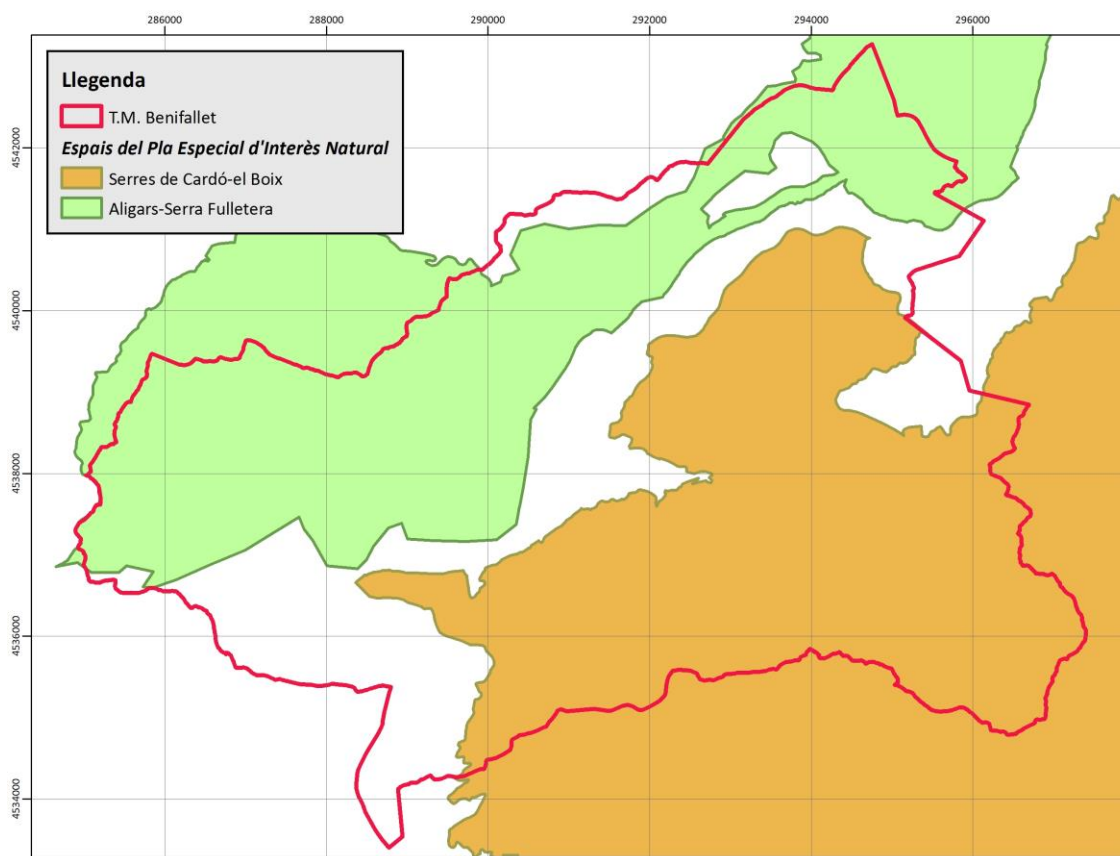 286000
288000
290000
292000
294000
296000
Llegenda
T.M. Benifallet
Espais del Pla Especial d'Interès Natural
Serres de Cardó-el Boix
Aligars-Serra Fulletera
4542000
4540000
4538000
4536000
4534000